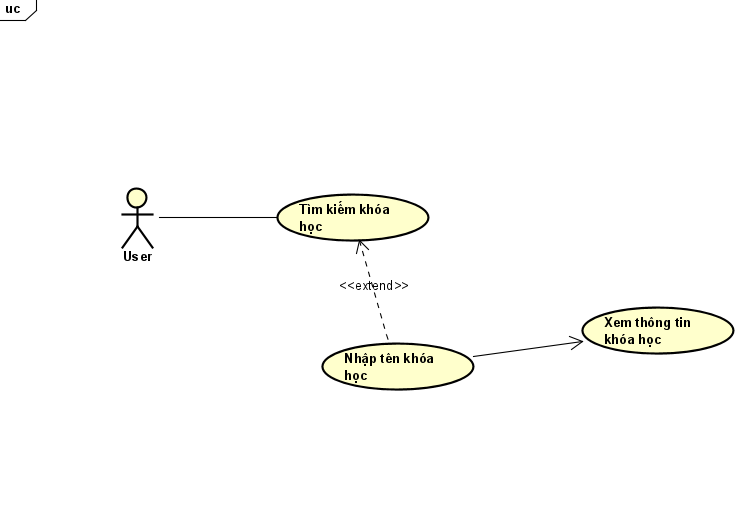 uc
Tìm kiếm khóa
học
User
<<extend>>
Xem thông tin
khóa học
Nhập tên khóa
học